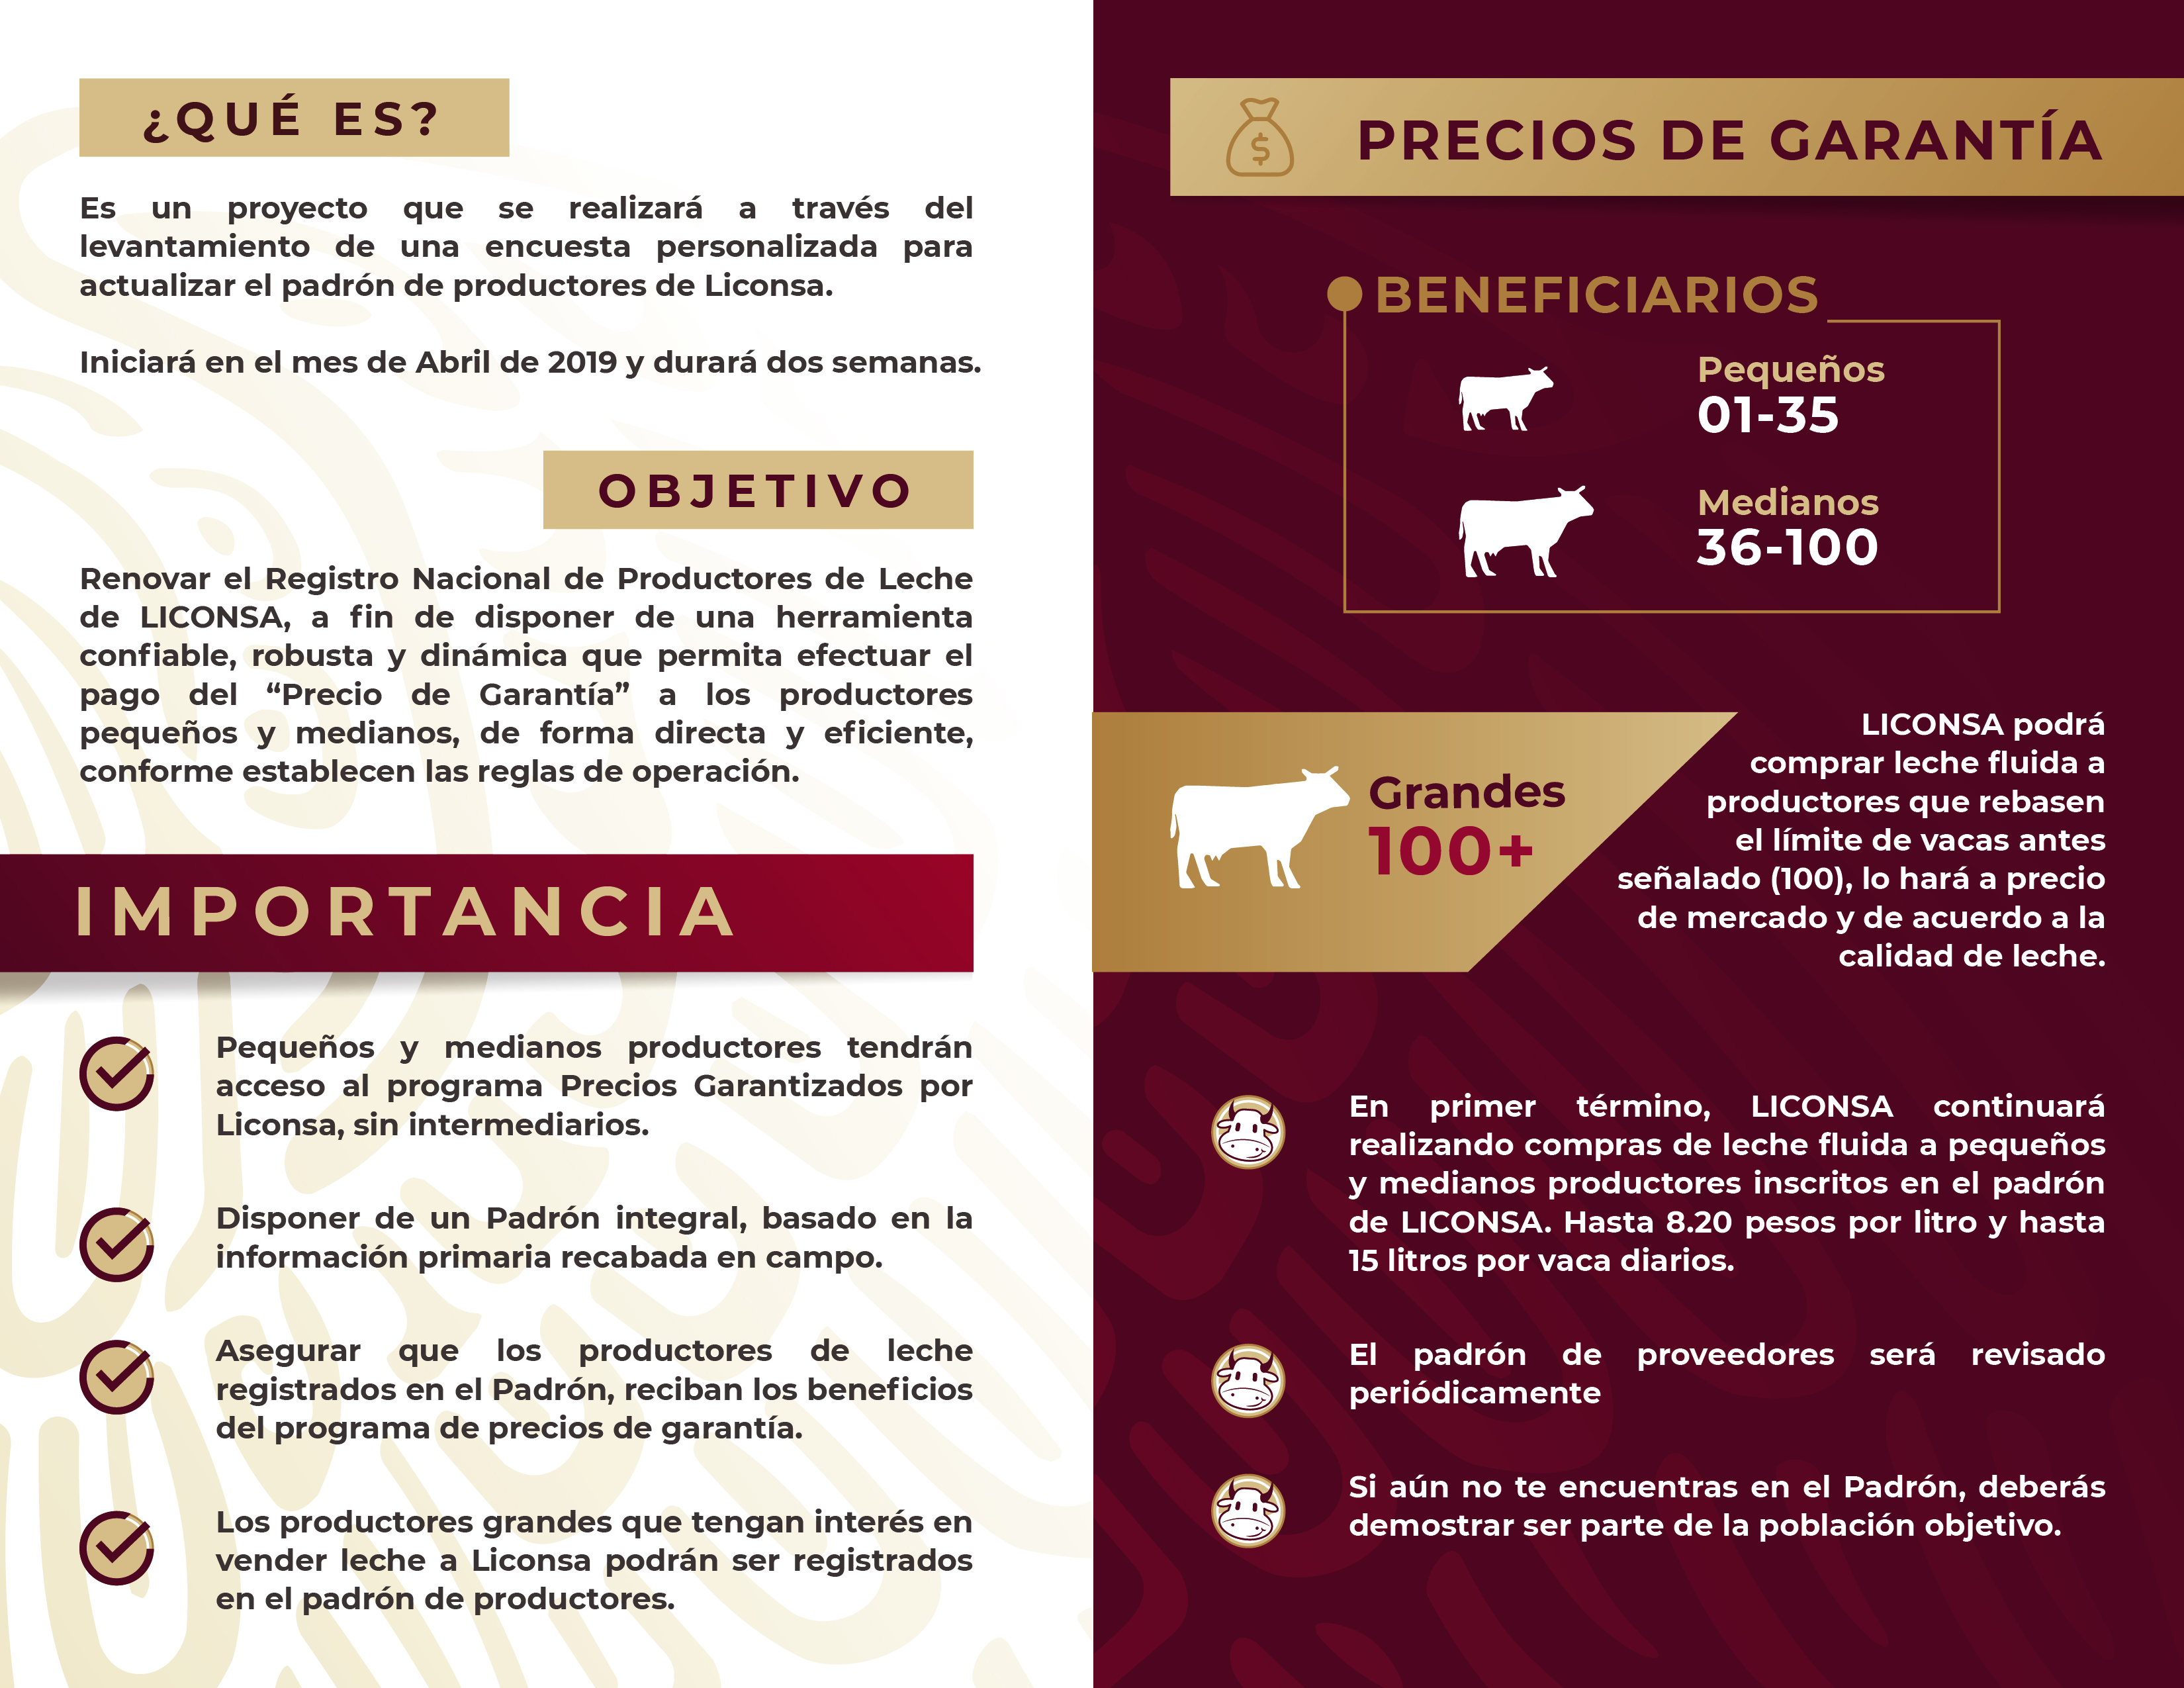 ¿QUÉ ES?
Es un proyecto que se realizará a través del
levantamiento de una encuesta personalizada para
actualizar el padrón de productores de Liconsa.
Iniciará en el mes de Abril de 2019 y durará dos semanas.
OBJETIVO
Renovar el Registro Nacional de Productores de Leche
de LICONSA, a fin de disponer de una herramienta
confiable, robusta y dinámica que permita efectuar el
pago del “Precio de Garantía” a los productores
pequeños y medianos, de forma directa y eficiente,
conforme establecen las reglas de operación.
IMPORTANCIA
Pequeños y medianos productores tendrán
acceso al programa Precios Garantizados por
Liconsa, sin intermediarios.
Disponer de un Padrón integral, basado en la
información primaria recabada en campo.
Asegurar que los productores de leche
registrados en el Padrón, reciban los beneficios
del programa de precios de garantía.
Los productores grandes que tengan interés en
vender leche a Liconsa podrán ser registrados
en el padrón de productores.
$
PRECIOS DE GARANTÍA
BENEFICIARIOS
Pequeños
01-35
Medianos
36-100
Grandes
100+
LICONSA podrá
comprar leche fluida a
productores que rebasen
el límite de vacas antes
señalado (100), lo hará a precio
de mercado y de acuerdo a la
calidad de leche.
En primer término, LICONSA continuará
realizando compras de leche fluida a pequeños
y medianos productores inscritos en el padrón
de LICONSA. Hasta 8.20 pesos por litro y hasta
15 litros por vaca diarios.
El padrón de proveedores será revisado
periódicamente
Si aún no te encuentras en el Padrón, deberás
demostrar ser parte de la población objetivo.